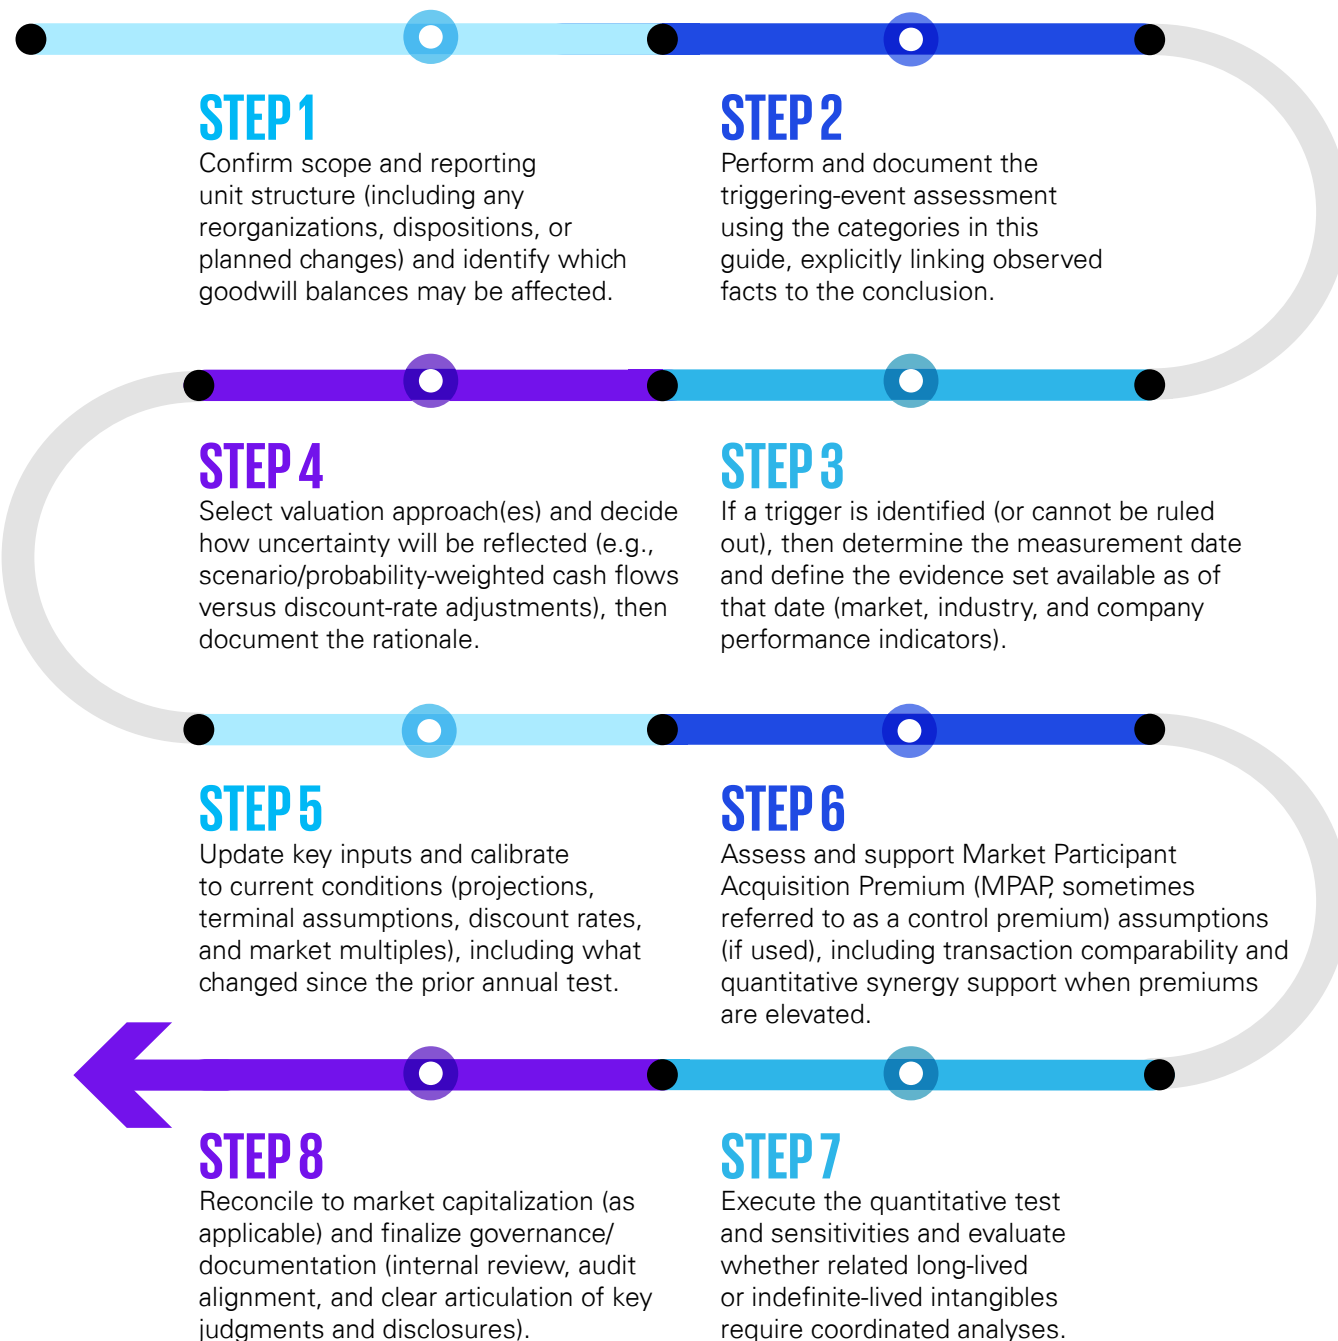 STEP 1
Confirm scope and reporting
unit structure (including any
reorganizations, dispositions, or
planned changes) and identify which
goodwill balances may be affected.
STEP 2
Perform and document the
triggering-event assessment
using the categories in this
guide, explicitly linking observed
facts to the conclusion.
STEP 3
If a trigger is identified (or cannot be ruled
out), then determine the measurement date
and define the evidence set available as of
that date (market, industry, and company
performance indicators).
STEP 4
Select valuation approach(es) and decide
how uncertainty will be reflected (e.g.,
scenario/probability-weighted cash flows
versus discount-rate adjustments), then
document the rationale.
STEP 5
Update key inputs and calibrate
to current conditions (projections,
terminal assumptions, discount rates,
and market multiples), including what
changed since the prior annual test.
STEP 6
Assess and support Market Participant
Acquisition Premium (MPAP, sometimes
referred to as a control premium) assumptions
(if used), including transaction comparability and
quantitative synergy support when premiums
are elevated.
STEP 7
Execute the quantitative test
and sensitivities and evaluate
whether related long-lived
or indefinite-lived intangibles
require coordinated analyses.
STEP 8
Reconcile to market capitalization (as
applicable) and finalize governance/
documentation (internal review, audit
alignment, and clear articulation of key
judgments and disclosures).